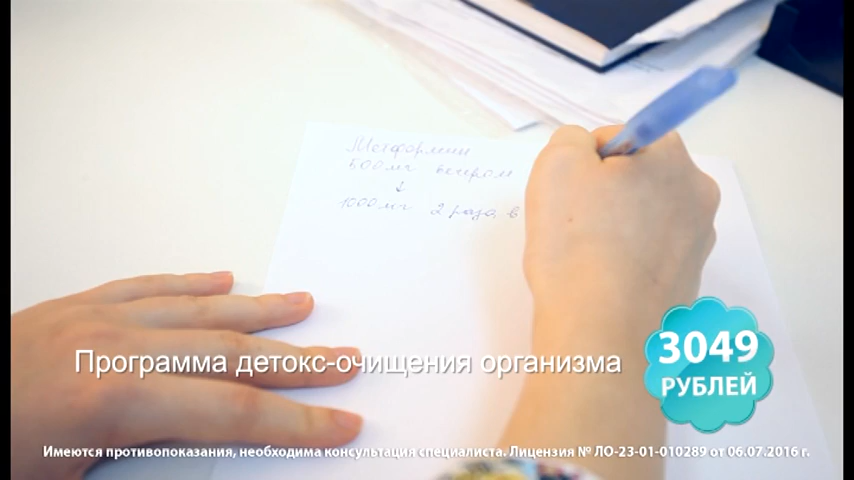 Метформин
500мг вечером
↓
1000мг 2 раза в
Программа детокс-очищения организма
3049
РУБЛЕЙ
Имеются противопоказания, необходима консультация специалиста. Лицензия № ЛО-23-01-010289 от 06.07.2016 г.